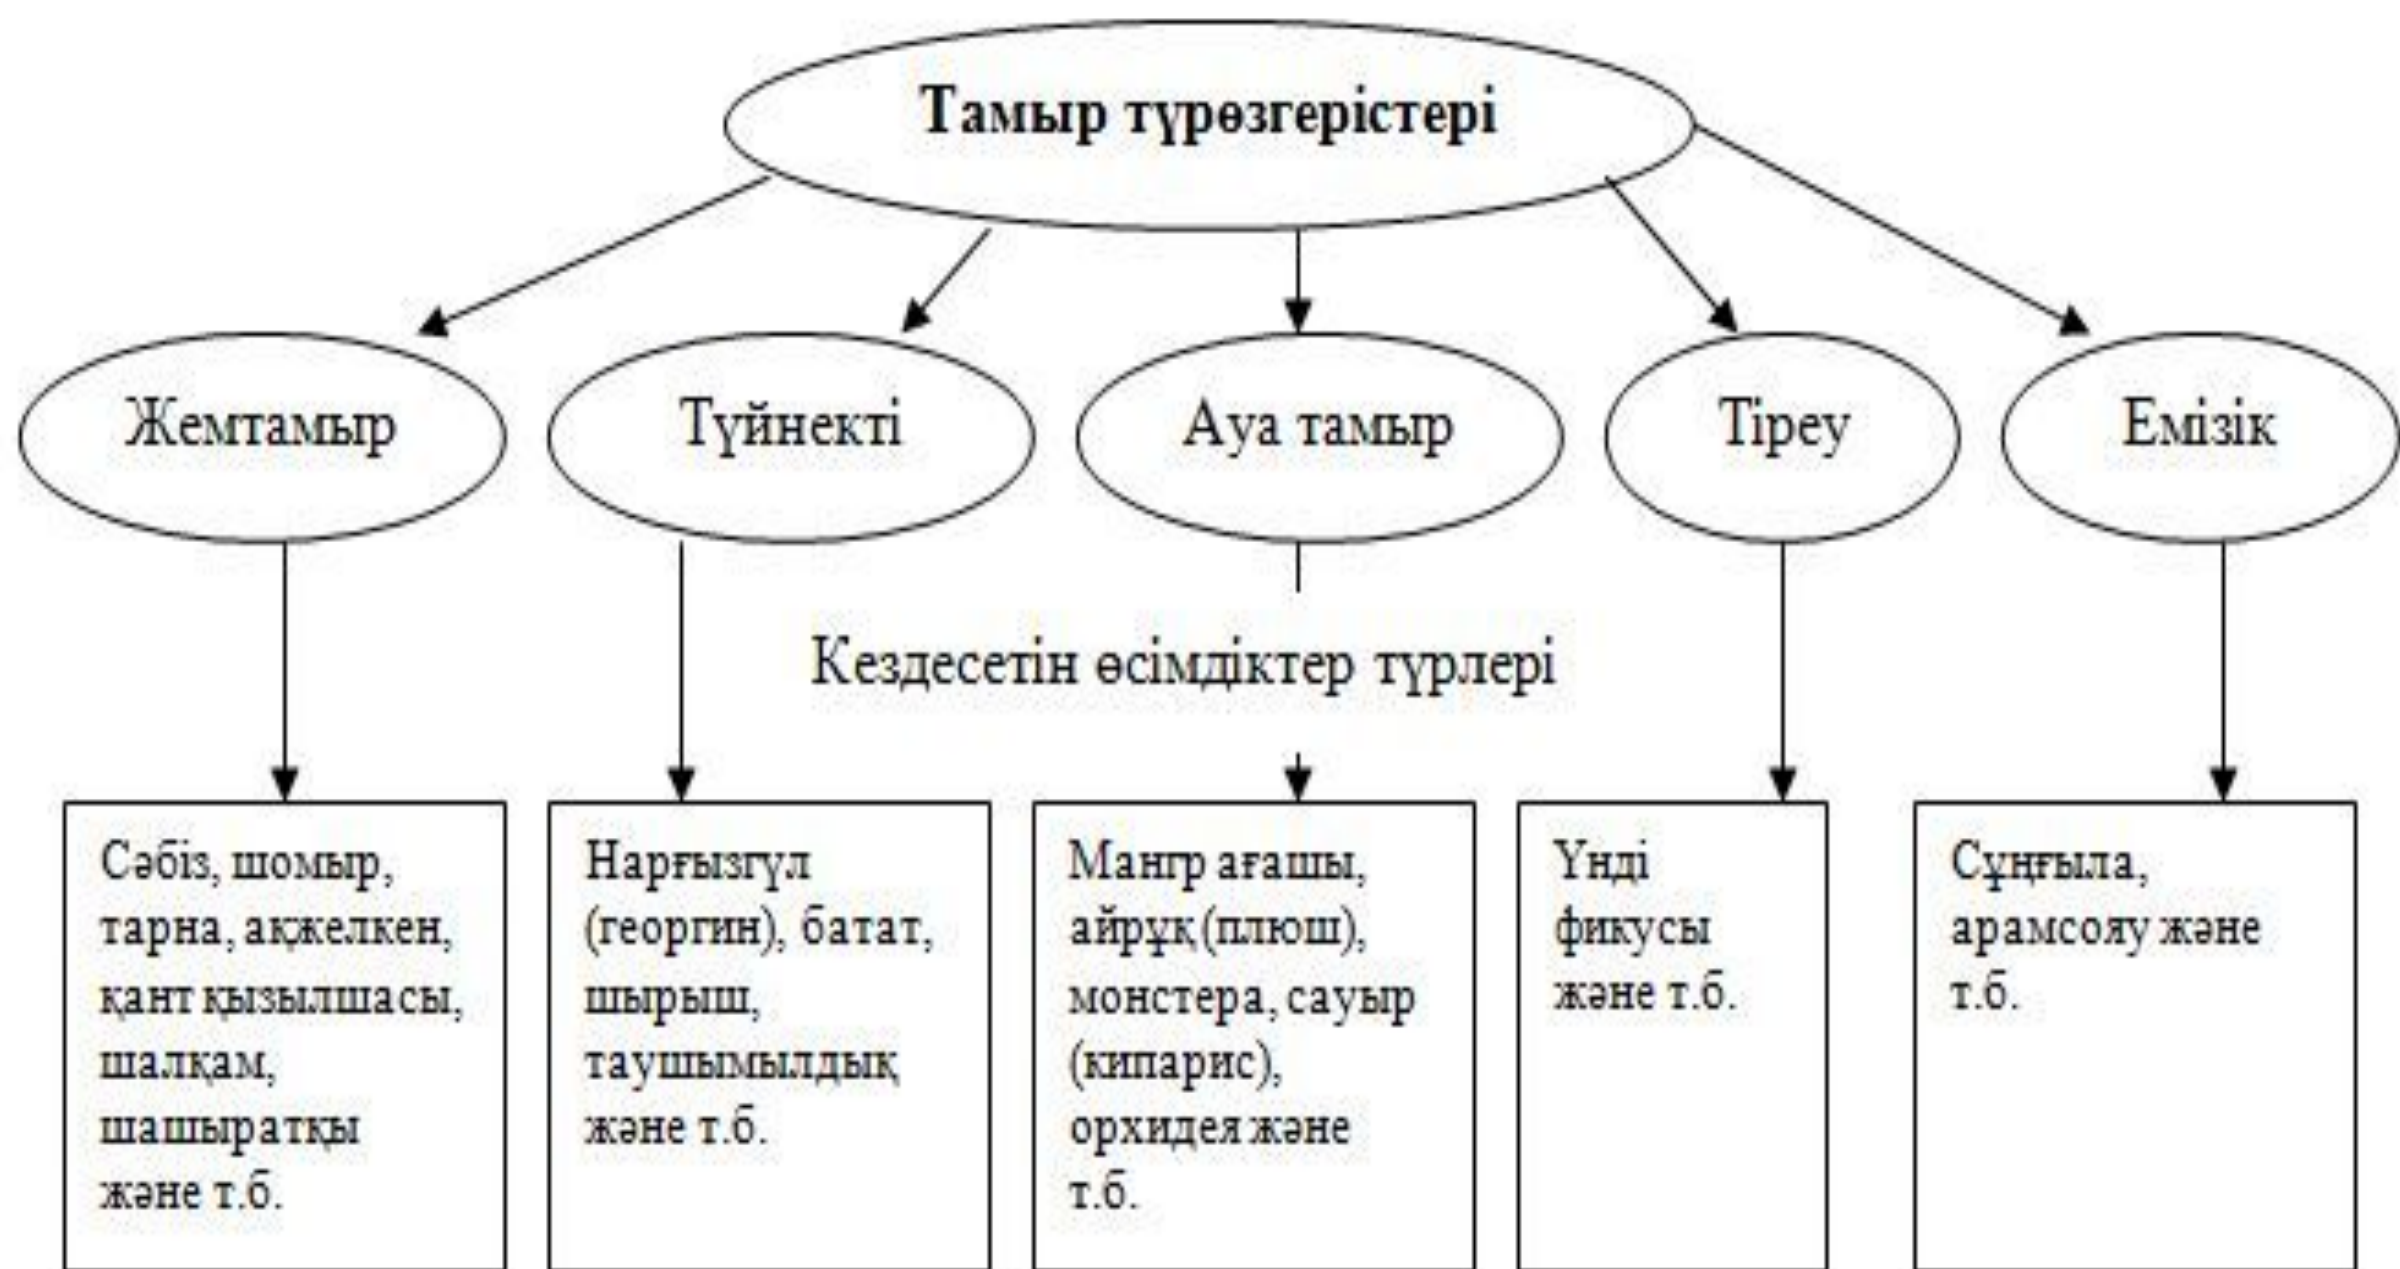 Тамыр түрөзгерістері
Жемтамыр
Түйнекті
Ауа тамыр
Тіреу
Емізік
Кездесетін өсімдіктер түрлері
Сәбіз, шомыр,
тарна, ақжелкен,
қант қызылшасы,
шалқам,
шашыратқы
және т.б.
Нарғызгүл
(георгин), батат,
шырыш,
таушымылдық
және т.б.
Мангр ағашы,
айрұқ (плюш),
монстера, сауыр
(кипарис),
орхидея және
т.б.
Үнді
фикусы
және т.б.
Сұңғыла,
арамсояу және
т.б.